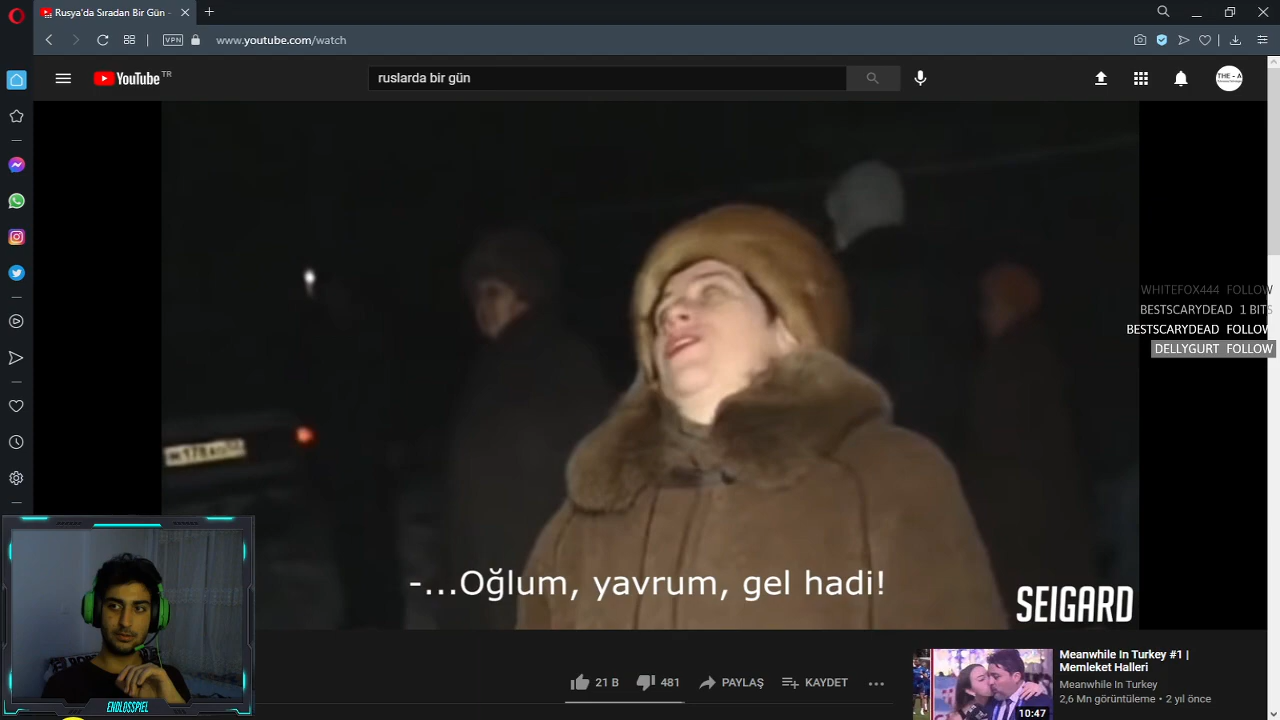 Rusya'da Sıradan Bir Gün -
VPN
www.youtube.com/watch
YouTube TR
ruslarda bir gün
THE - A
WHITEFOX444 FOLLOW
BESTSCARYDEAD 1 BITS
BESTSCARYDEAD FOLLOW
DELLYGURT FOLLOW
-...Oğlum, yavrum, gel hadi!
SEIGARD
ENDLOSSPIEL
21 B
481
PAYLAŞ
KAYDET
10:47
Meanwhile In Turkey #1 |
Memleket Halleri
Meanwhile In Turkey
2,6 Mn görüntüleme • 2 yıl önce